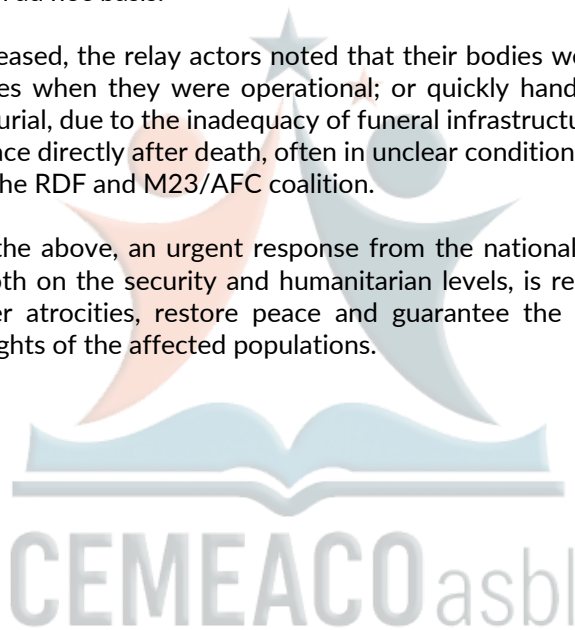 eased, the relay actors noted that their bodies we
es when they were operational; or quickly hand
urial, due to the inadequacy of funeral infrastructu
ce directly after death, often in unclear condition
he RDF and M23/AFC coalition.
the above, an urgent response from the national
oth on the security and humanitarian levels, is re
er atrocities, restore peace and guarantee the
ghts of the affected populations.
CEMEACO asbl